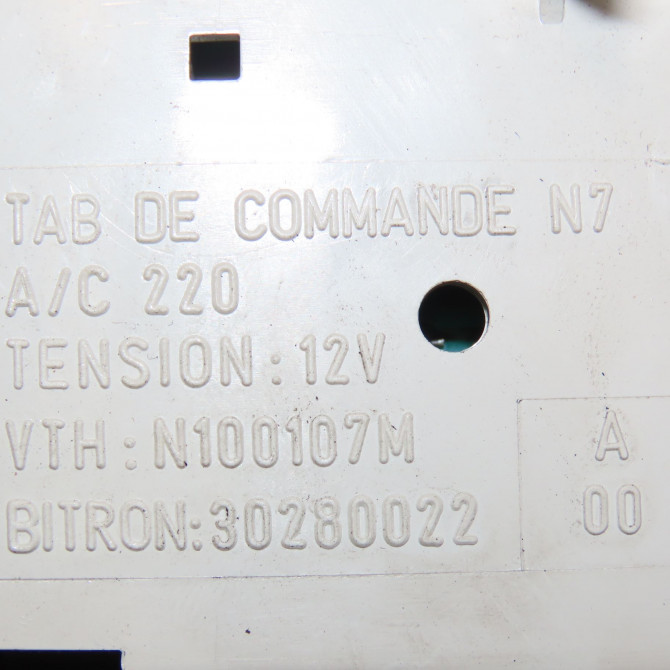 TAB DE COMMANDE N7
A/C 220
TENSION: 12V
VTH: N100107M
BITRON: 30280022
A
00